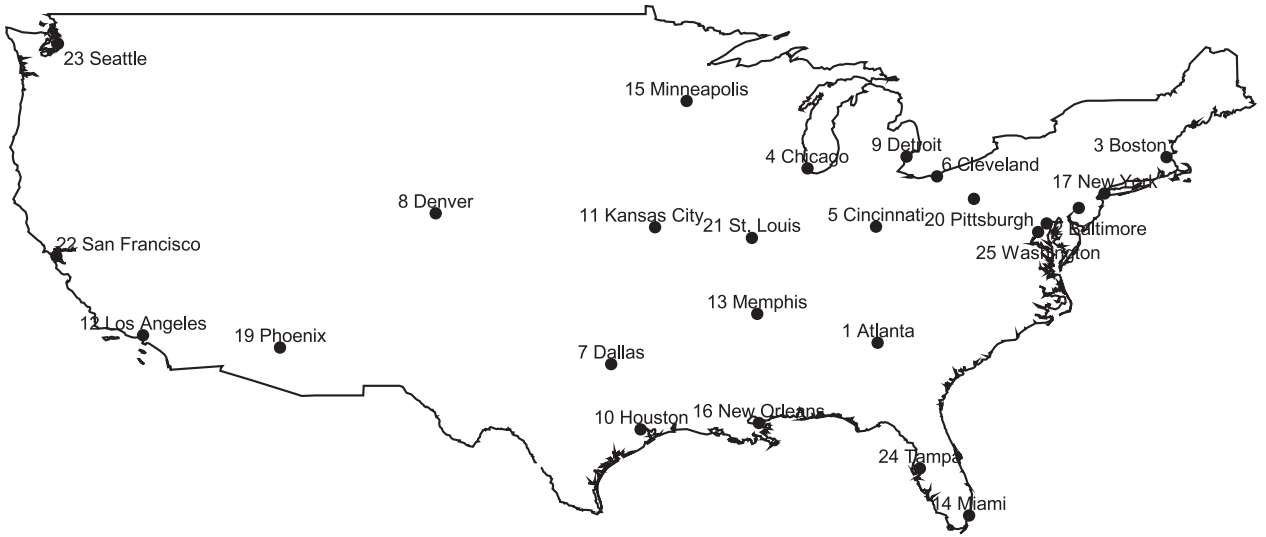 23 Seattle
15 Minneapolis
9 Detroit
3 Boston
4 Chicago
6 Cleveland
17 New York
8 Denver
11 Kansas City
21 St. Louis
5 Cincinnati
20 Pittsburgh
2 Baltimore
22 San Francisco
25 Washington
13 Memphis
12 Los Angeles
19 Phoenix
1 Atlanta
7 Dallas
10 Houston
16 New Orleans
24 Tampa
14 Miami